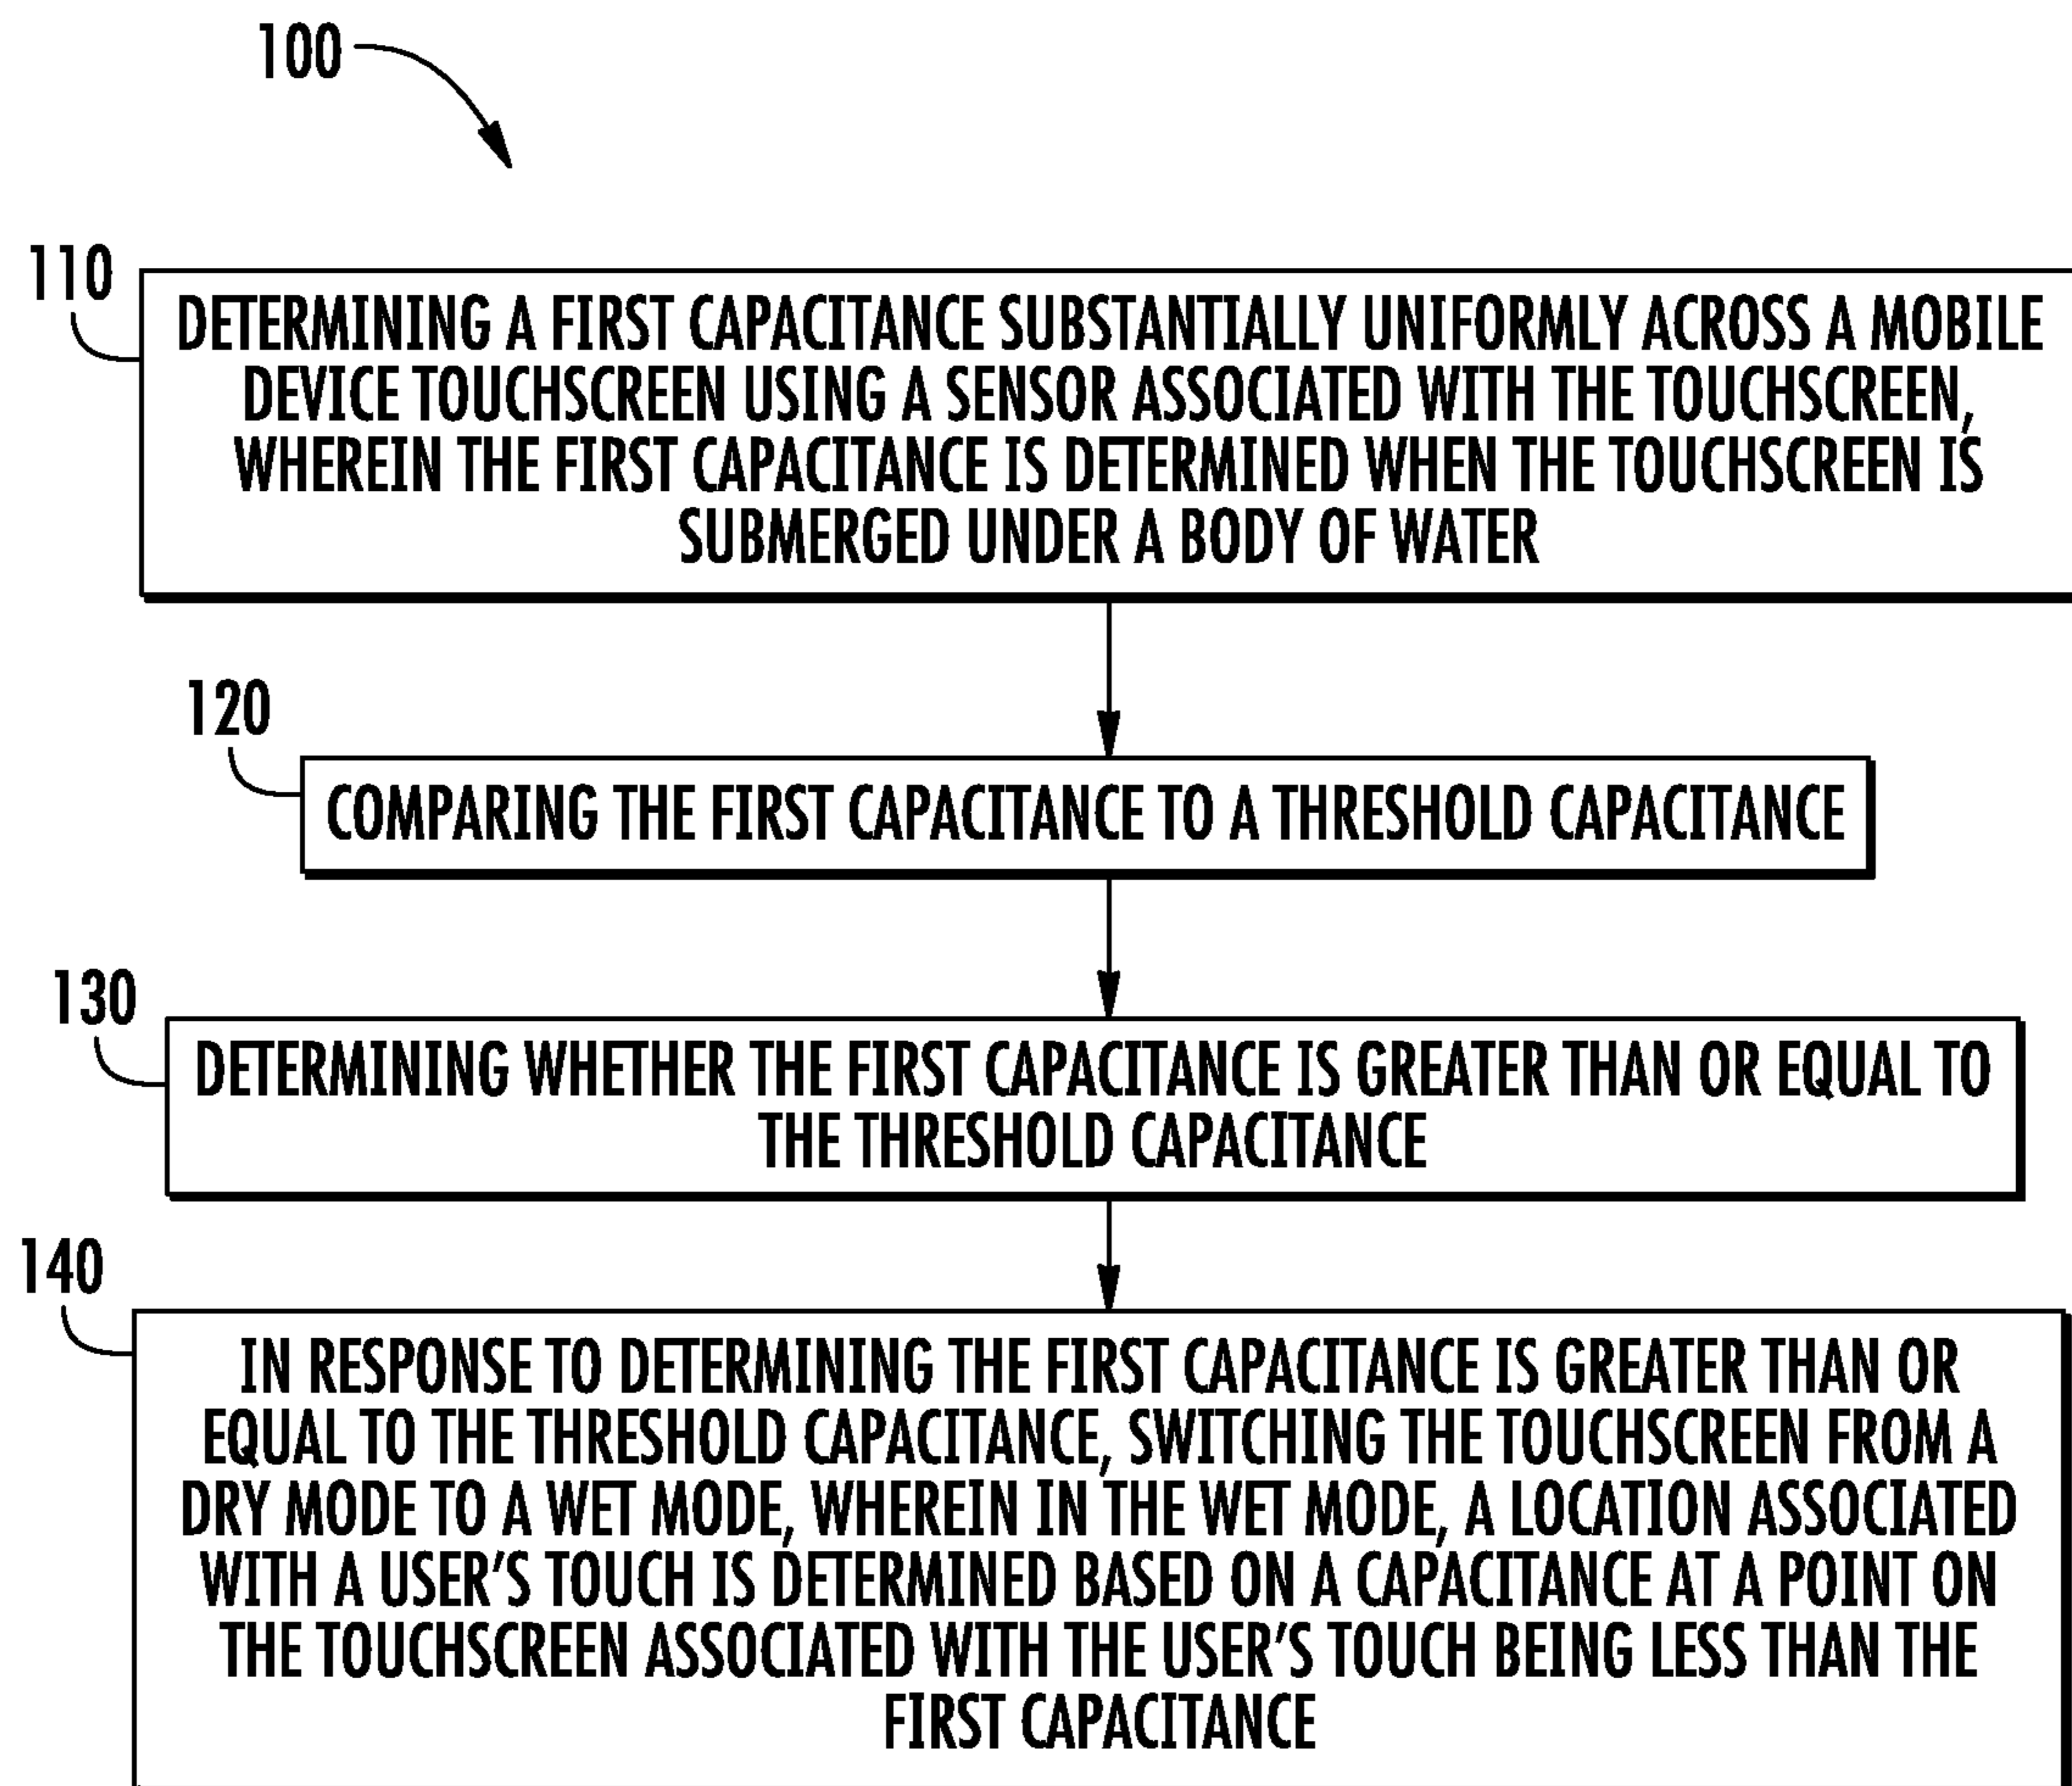 100
110
DETERMINING A FIRST CAPACITANCE SUBSTANTIALLY UNIFORMLY ACROSS A MOBILE
DEVICE TOUCHSCREEN USING A SENSOR ASSOCIATED WITH THE TOUCHSCREEN,
WHEREIN THE FIRST CAPACITANCE IS DETERMINED WHEN THE TOUCHSCREEN IS
SUBMERGED UNDER A BODY OF WATER
120
COMPARING THE FIRST CAPACITANCE TO A THRESHOLD CAPACITANCE
130
DETERMINING WHETHER THE FIRST CAPACITANCE IS GREATER THAN OR EQUAL TO
THE THRESHOLD CAPACITANCE
140
IN RESPONSE TO DETERMINING THE FIRST CAPACITANCE IS GREATER THAN OR
EQUAL TO THE THRESHOLD CAPACITANCE, SWITCHING THE TOUCHSCREEN FROM A
DRY MODE TO A WET MODE, WHEREIN IN THE WET MODE, A LOCATION ASSOCIATED
WITH A USER'S TOUCH IS DETERMINED BASED ON A CAPACITANCE AT A POINT ON
THE TOUCHSCREEN ASSOCIATED WITH THE USER'S TOUCH BEING LESS THAN THE
FIRST CAPACITANCE